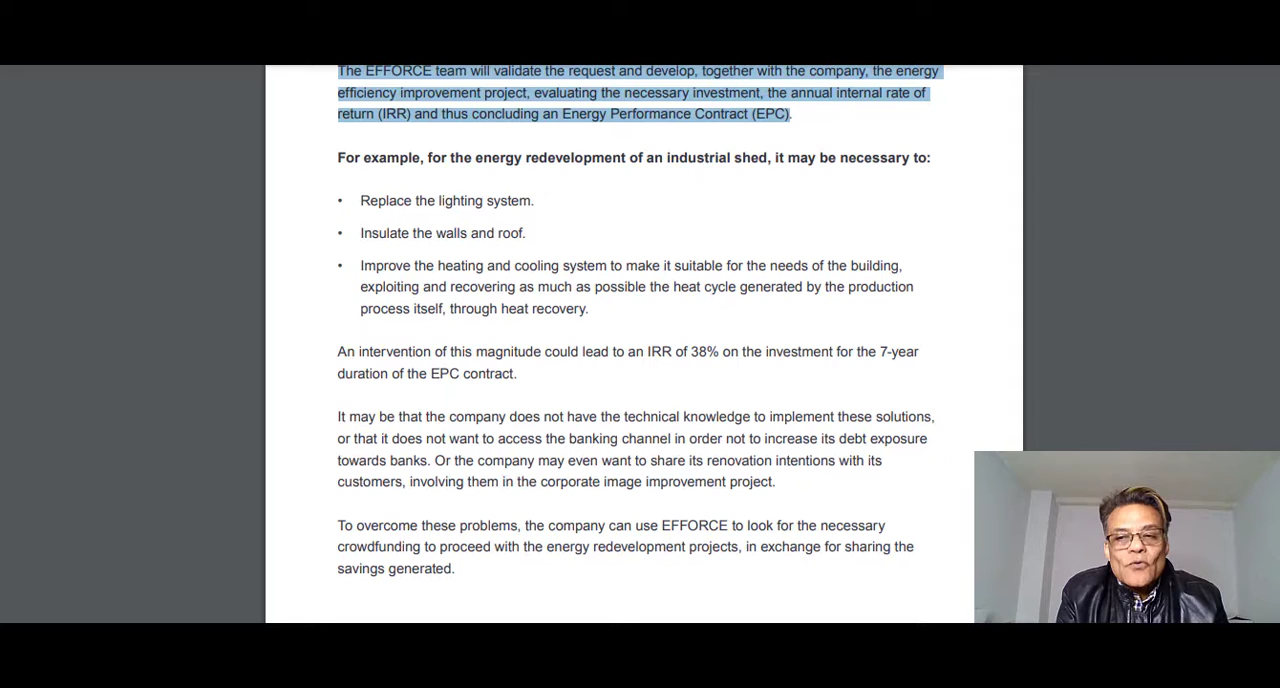 The EFFORCE team will validate the request and develop, together with the company, the energy
efficiency improvement project, evaluating the necessary investment, the annual internal rate of
return (IRR) and thus concluding an Energy Performance Contract (EPC).
For example, for the energy redevelopment of an industrial shed, it may be necessary to:
• Replace the lighting system.
• Insulate the walls and roof.
• Improve the heating and cooling system to make it suitable for the needs of the building,
exploiting and recovering as much as possible the heat cycle generated by the production
process itself, through heat recovery.
An intervention of this magnitude could lead to an IRR of 38% on the investment for the 7-year
duration of the EPC contract.
It may be that the company does not have the technical knowledge to implement these solutions,
or that it does not want to access the banking channel in order not to increase its debt exposure
towards banks. Or the company may even want to share its renovation intentions with its
customers, involving them in the corporate image improvement project.
To overcome these problems, the company can use EFFORCE to look for the necessary
crowdfunding to proceed with the energy redevelopment projects, in exchange for sharing the
savings generated.